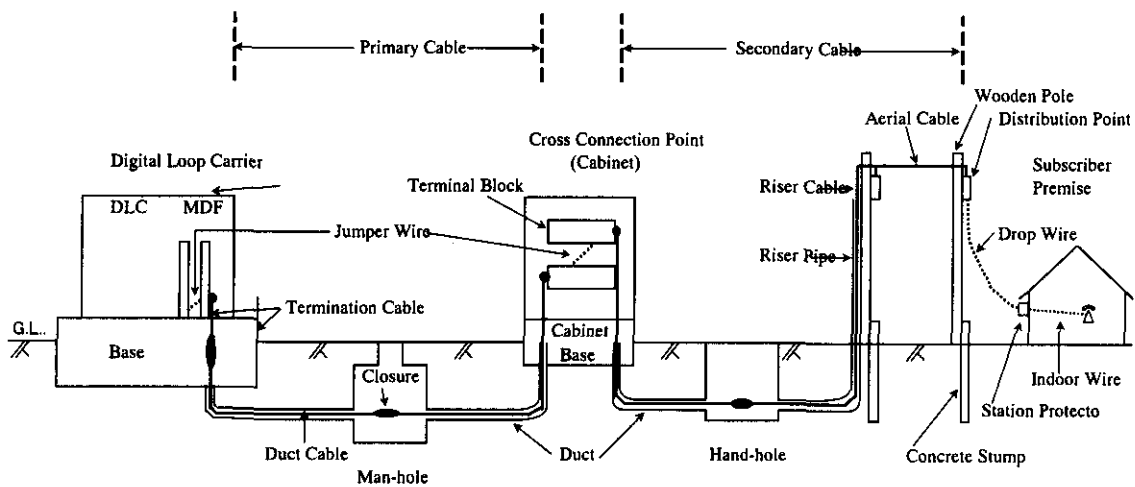 Primary Cable
Secondary Cable
Wooden Pole
Aerial Cable
Distribution Point
Cross Connection Point
(Cabinet)
Digital Loop Carrier
Subscriber
Premise
Terminal Block
Riser Cable
DLC
MDF
Jumper Wire
Drop Wire
Riser Pipe
Termination Cable
G.L..
Cabinet
Base
Base
Closure
Indoor Wire
Station Protecto
Duct Cable
Duct
Hand-hole
Concrete Stump
Man-hole